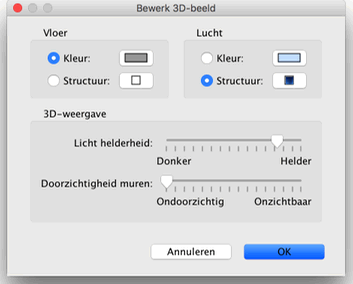 Bewerk 3D-beeld
Vloer
Kleur:
Structuur:
Lucht
Kleur:
Structuur:
3D-weergave
Licht helderheid:
Donker Helder
Doorzichtigheid muren:
Ondoorzichtig Onzichtbaar
Annuleren OK